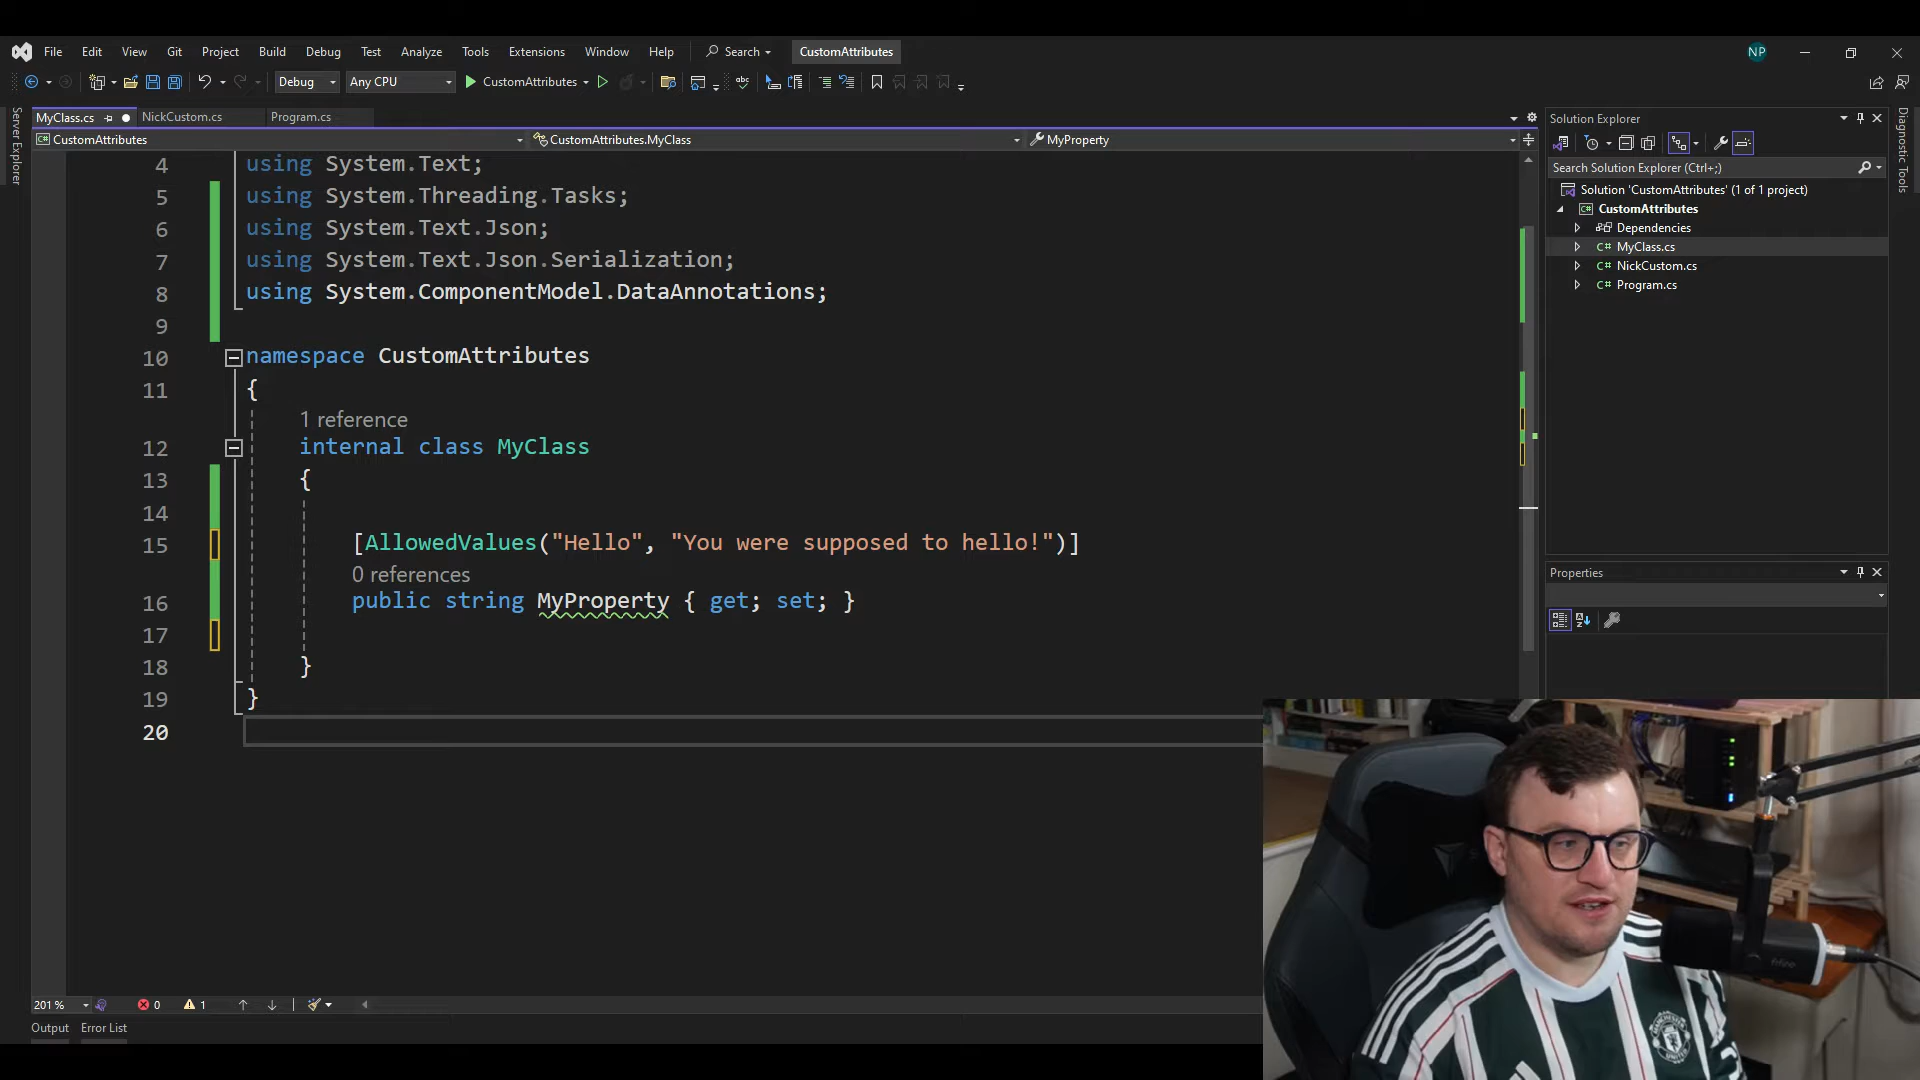 File Edit View Git Project Build Debug Test Analyze Tools Extensions Window Help Search CustomAttributes NP
Debug Any CPU CustomAttributes
MyClass.cs NickCustom.cs Program.cs
CustomAttributes CustomAttributes.MyClass MyProperty
Server Explorer
4 using System.Text;
5 using System.Threading.Tasks;
6 using System.Text.Json;
7 using System.Text.Json.Serialization;
8 using System.ComponentModel.DataAnnotations;
9
10 namespace CustomAttributes
11 {
1 reference
12 internal class MyClass
13 {
14
15 [AllowedValues("Hello", "You were supposed to hello!")]
0 references
16 public string MyProperty { get; set; }
17
18 }
19 }
20
201 % 0 1
Output Error List
Solution Explorer
Search Solution Explorer (Ctrl+;)
Solution 'CustomAttributes' (1 of 1 project)
CustomAttributes
Dependencies
C# MyClass.cs
C# NickCustom.cs
C# Program.cs
Properties
Diagnostic Tools
MANCHESTER
UNITED